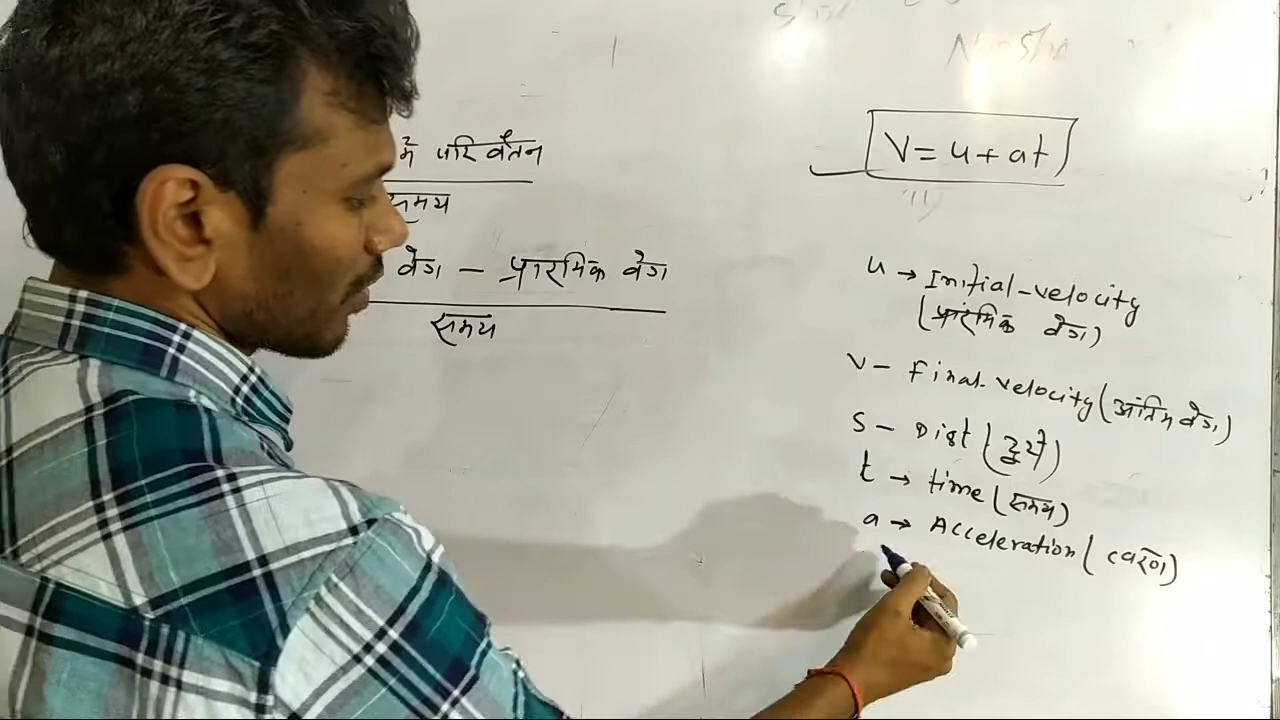 में परिवर्तन
समय
वेग - प्रारंभिक वेग
समय
V = u + at
u → Initial-velocity
(प्रारंभिक वेग)
v - Final-velocity (अंतिम वेग)
S - Dist (दूरी)
t → time (समय)
a → Acceleration (त्वरण)